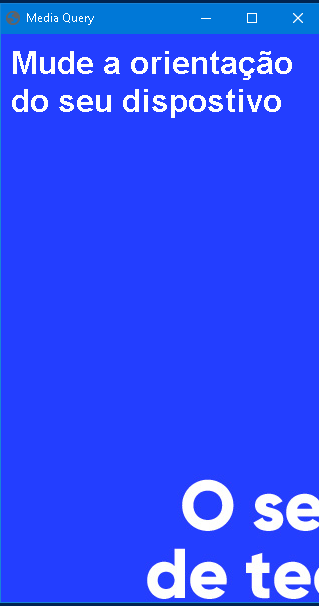 Media Query
Mude a orientação
do seu dispostivo
O se
de te